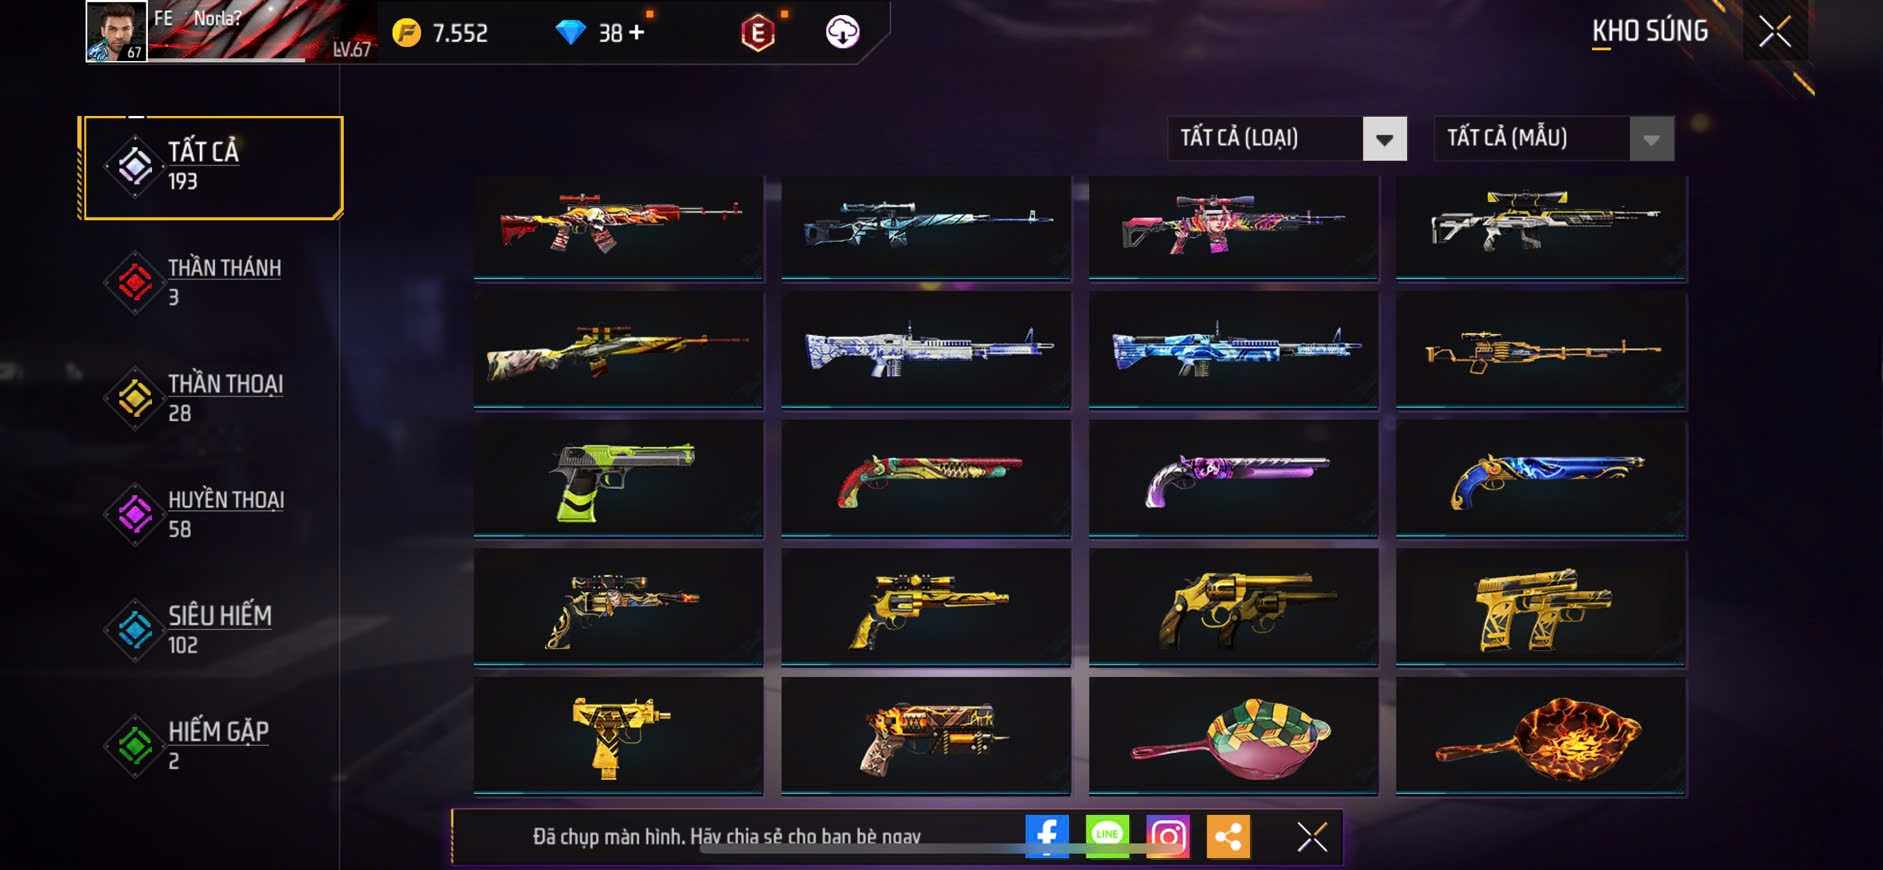 FE Norla?
67
LV.67
7.552
38 +
E
KHO SÚNG
TẤT CẢ (LOẠI)
TẤT CẢ (MẪU)
TẤT CẢ
193
THẦN THÁNH
3
THẦN THOẠI
28
HUYỀN THOẠI
58
SIÊU HIẾM
102
HIẾM GẶP
2
Đã chụp màn hình. Hãy chia sẻ cho bạn bè ngay
LINE